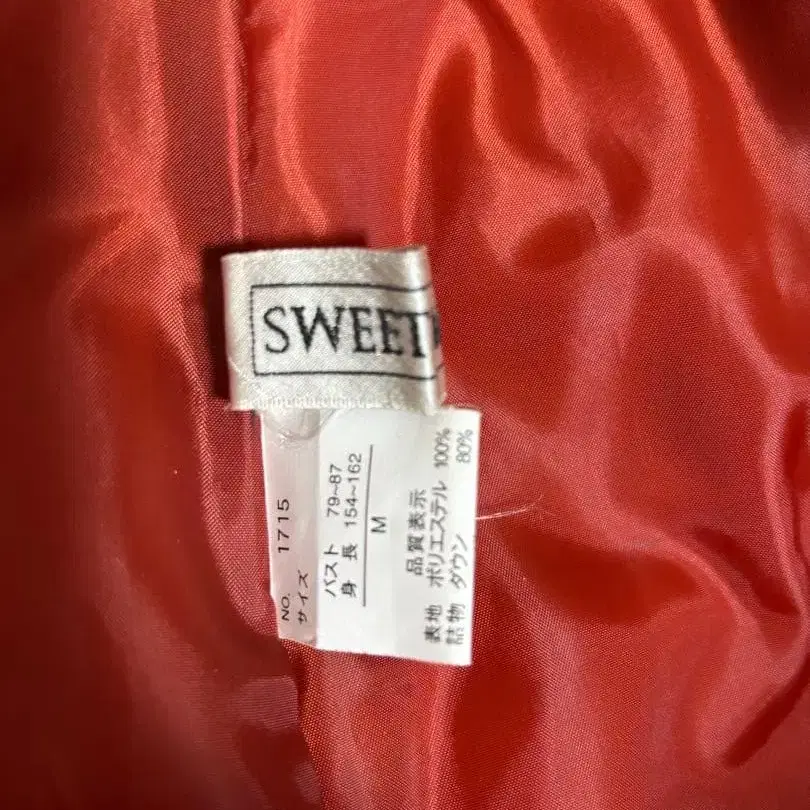 SWEET
NO. 1715
サイズ
バスト 79~87
身 長 154~162
M
品質表示
表地 ポリエステル 100%
詰物 ダウン 80%